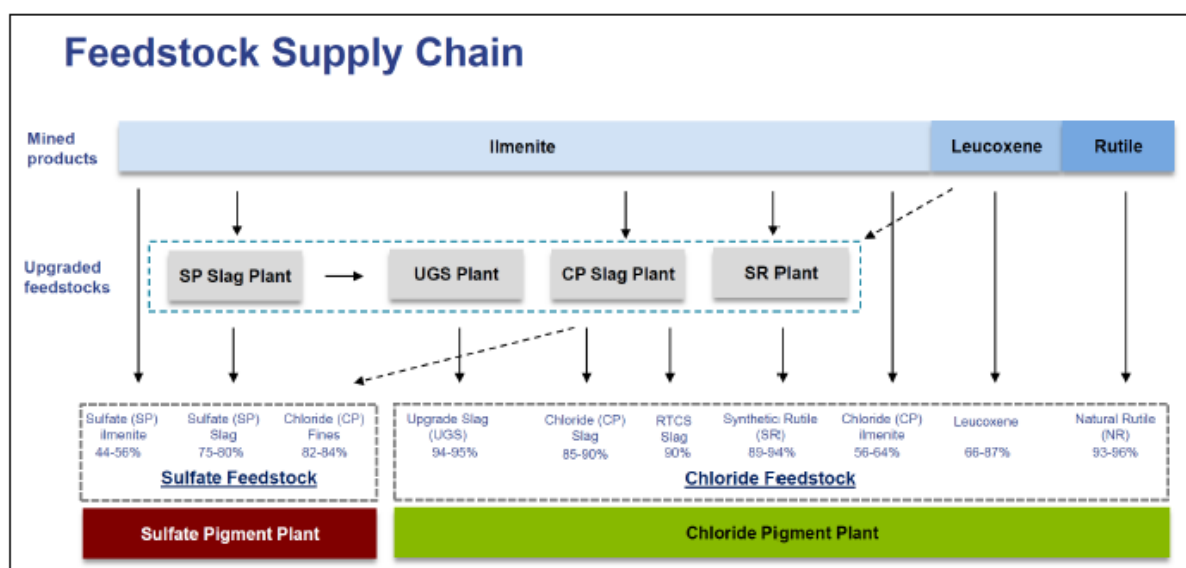 Feedstock Supply Chain
Mined
products
Ilmenite
Leucoxene
Rutile
Upgraded
feedstocks
SP Slag Plant
UGS Plant
CP Slag Plant
SR Plant
Sulfate (SP)
ilmenite
44-56%
Sulfate (SP)
Slag
75-80%
Chloride (CP)
Fines
82-84%
Sulfate Feedstock
Upgrade Slag
(UGS)
94-95%
Chloride (CP)
Slag
85-90%
RTCS
Slag
90%
Synthetic Rutile
(SR)
89-94%
Chloride (CP)
ilmenite
56-64%
Leucoxene
66-87%
Natural Rutile
(NR)
93-96%
Chloride Feedstock
Sulfate Pigment Plant
Chloride Pigment Plant